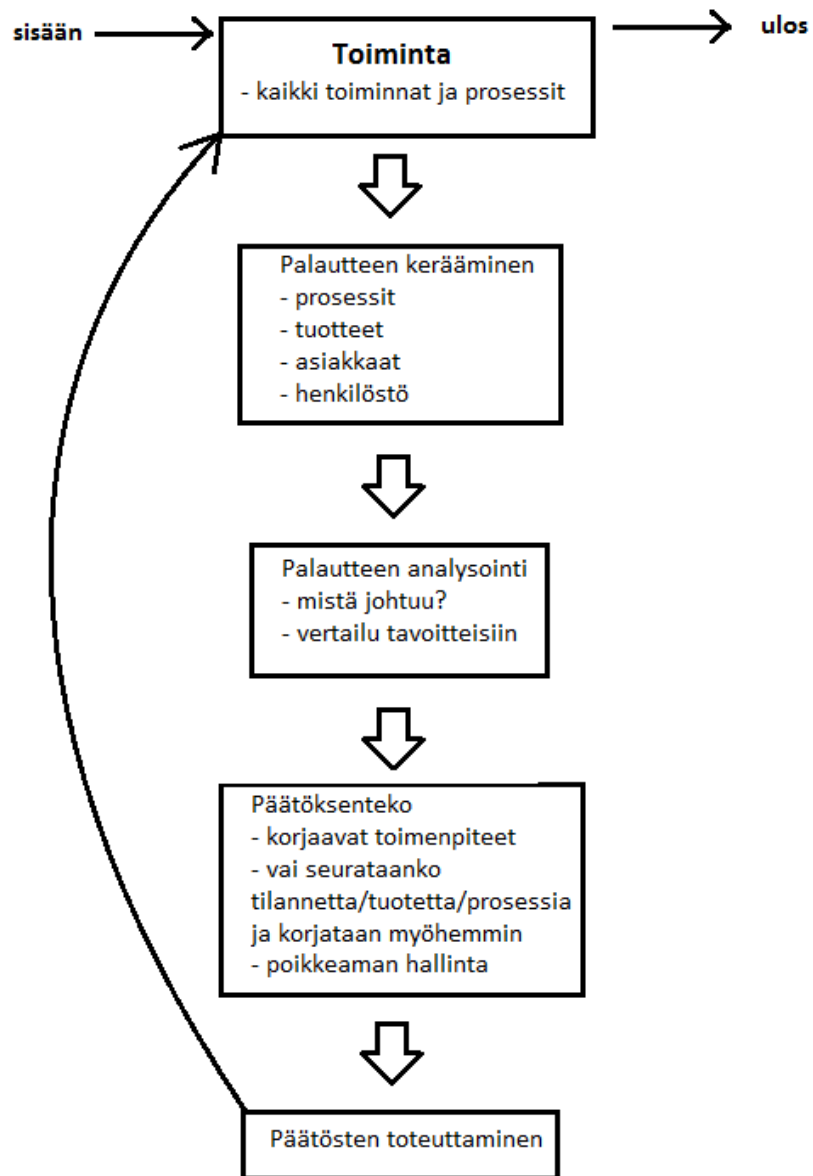 sisään
ulos
Toiminta
- kaikki toiminnat ja prosessit
Palautteen kerääminen
- prosessit
- tuotteet
- asiakkaat
- henkilöstö
Palautteen analysointi
- mistä johtuu?
- vertailu tavoitteisiin
Päätöksenteko
- korjaavat toimenpiteet
- vai seurataanko
tilannetta/tuotetta/prosessia
ja korjataan myöhemmin
- poikkeaman hallinta
Päätösten toteuttaminen